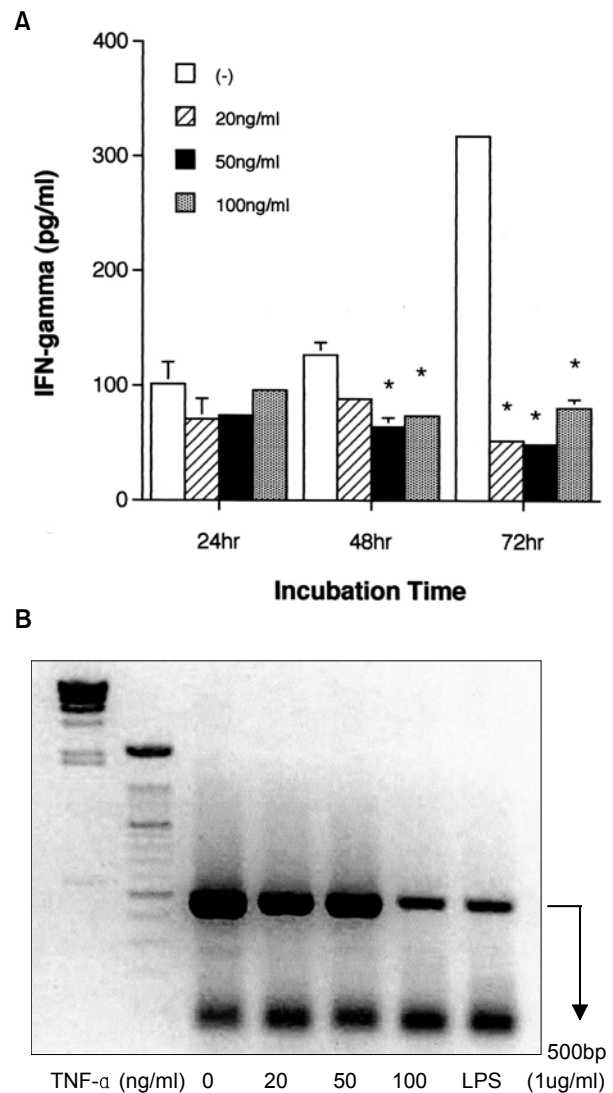 A
400
300
200
100
0
IFN-gamma (pg/ml)
(-)
20ng/ml
50ng/ml
100ng/ml
* *
* * *
24hr 48hr 72hr
Incubation Time
B
500bp
TNF-α (ng/ml) 0 20 50 100 LPS (1ug/ml)